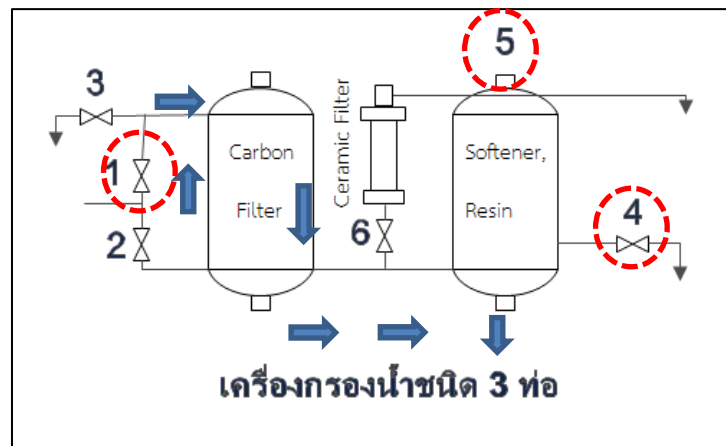 5
3
Carbon
Filter
Ceramic Filter
Softener,
Resin
1
2
6
4
เครื่องกรองน้ำชนิด 3 ท่อ